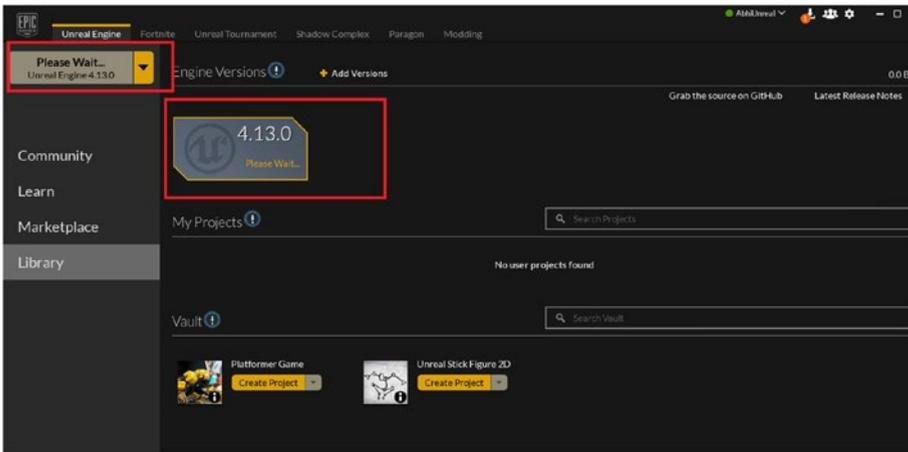 EPIC
GAMES
Unreal Engine
Fortnite
Unreal Tournament
Shadow Complex
Paragon
Modding
AbhiUnreal
Please Wait...
Unreal Engine 4.13.0
Engine Versions
+ Add Versions
0.0 B
Grab the source on GitHub
Latest Release Notes
4.13.0
Please Wait...
Community
Learn
Marketplace
Library
My Projects
Search Projects
No user projects found
Vault
Search Vault
Platformer Game
Create Project
Unreal Stick Figure 2D
Create Project